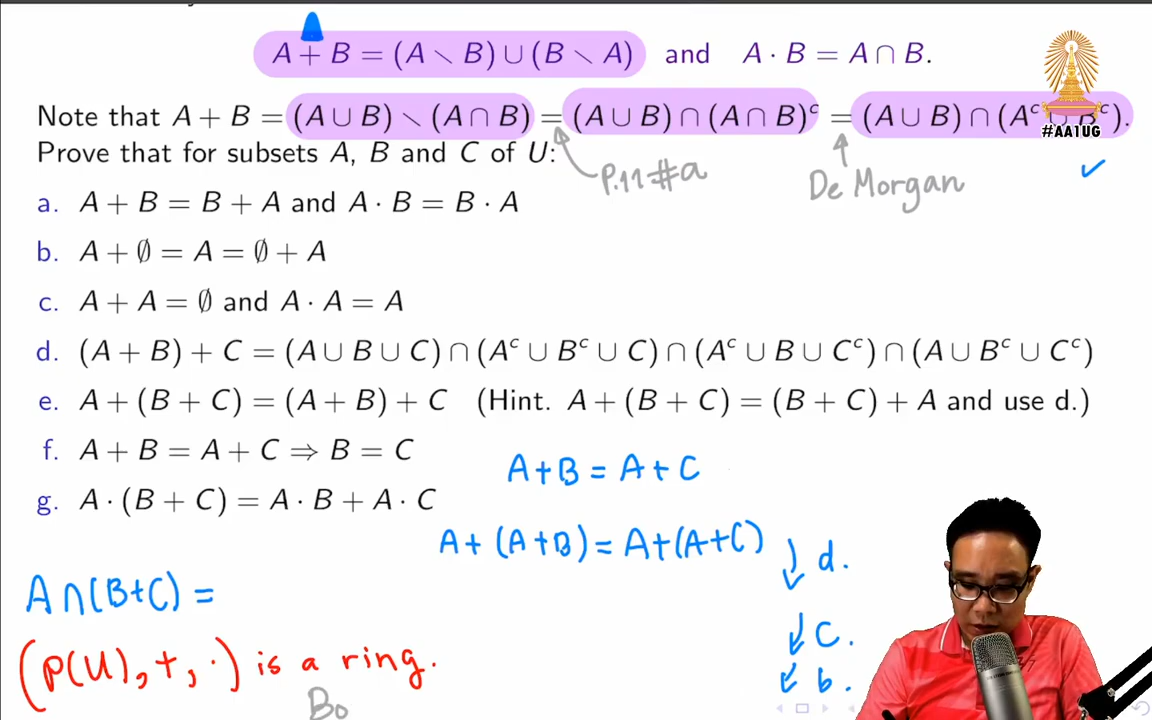 A + B = (A ∖ B) ∪ (B ∖ A) and A · B = A ∩ B.
Note that A + B = (A ∪ B) ∖ (A ∩ B) = (A ∪ B) ∩ (A ∩ B)ᶜ = (A ∪ B) ∩ (Aᶜ ∪ Bᶜ).
#AA1UG
Prove that for subsets A, B and C of U:
P.11 #a
De Morgan
a. A + B = B + A and A · B = B · A
b. A + ∅ = A = ∅ + A
c. A + A = ∅ and A · A = A
d. (A + B) + C = (A ∪ B ∪ C) ∩ (Aᶜ ∪ Bᶜ ∪ C) ∩ (Aᶜ ∪ B ∪ Cᶜ) ∩ (A ∪ Bᶜ ∪ Cᶜ)
e. A + (B + C) = (A + B) + C (Hint. A + (B + C) = (B + C) + A and use d.)
f. A + B = A + C ⇒ B = C
A+B = A+C
g. A · (B + C) = A · B + A · C
A+ (A+B) = A+(A+C)
d.
A∩(B+C) =
c.
(P(U), +, ·) is a ring.
b.
Bo